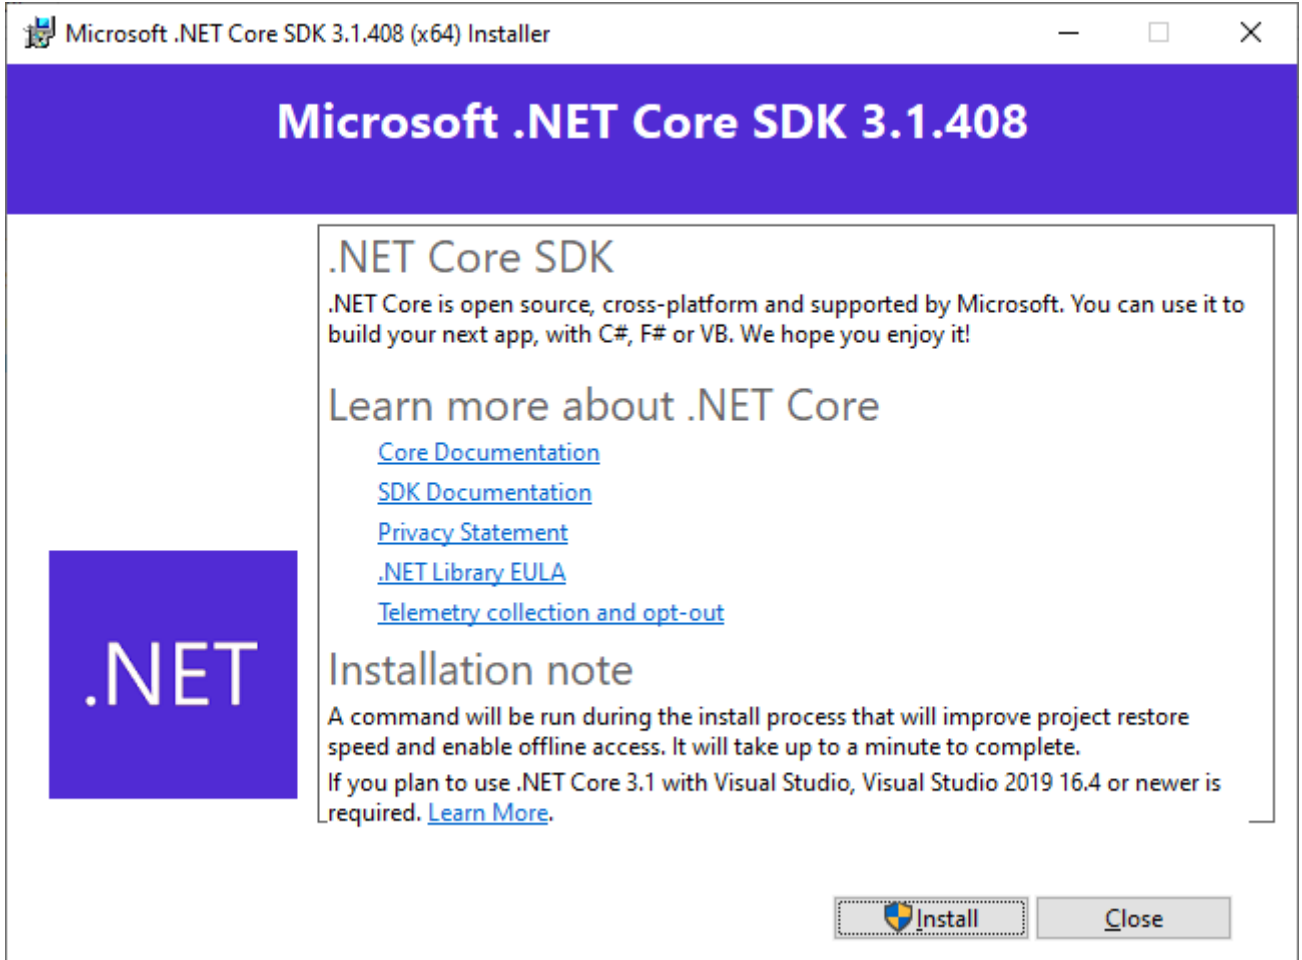 Microsoft .NET Core SDK 3.1.408 (x64) Installer
Microsoft .NET Core SDK 3.1.408
.NET Core SDK
.NET Core is open source, cross-platform and supported by Microsoft. You can use it to
build your next app, with C#, F# or VB. We hope you enjoy it!
Learn more about .NET Core
Core Documentation
SDK Documentation
Privacy Statement
.NET Library EULA
Telemetry collection and opt-out
.NET
Installation note
A command will be run during the install process that will improve project restore
speed and enable offline access. It will take up to a minute to complete.
If you plan to use .NET Core 3.1 with Visual Studio, Visual Studio 2019 16.4 or newer is
required. Learn More.
Install
Close